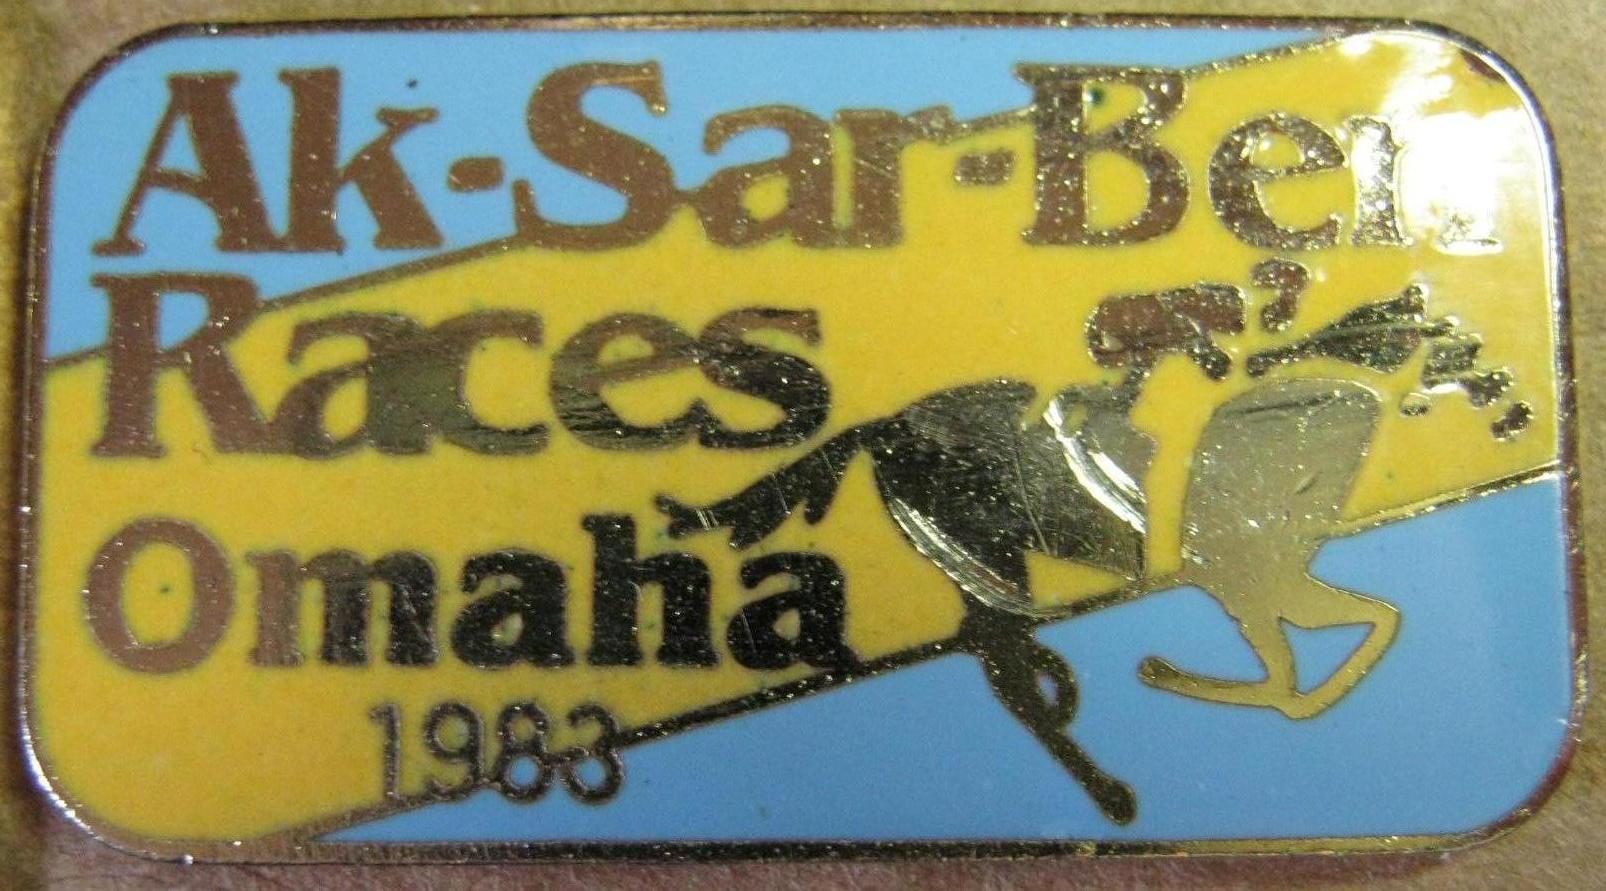 Ak-Sar-Ben
Races
Omaha
1983